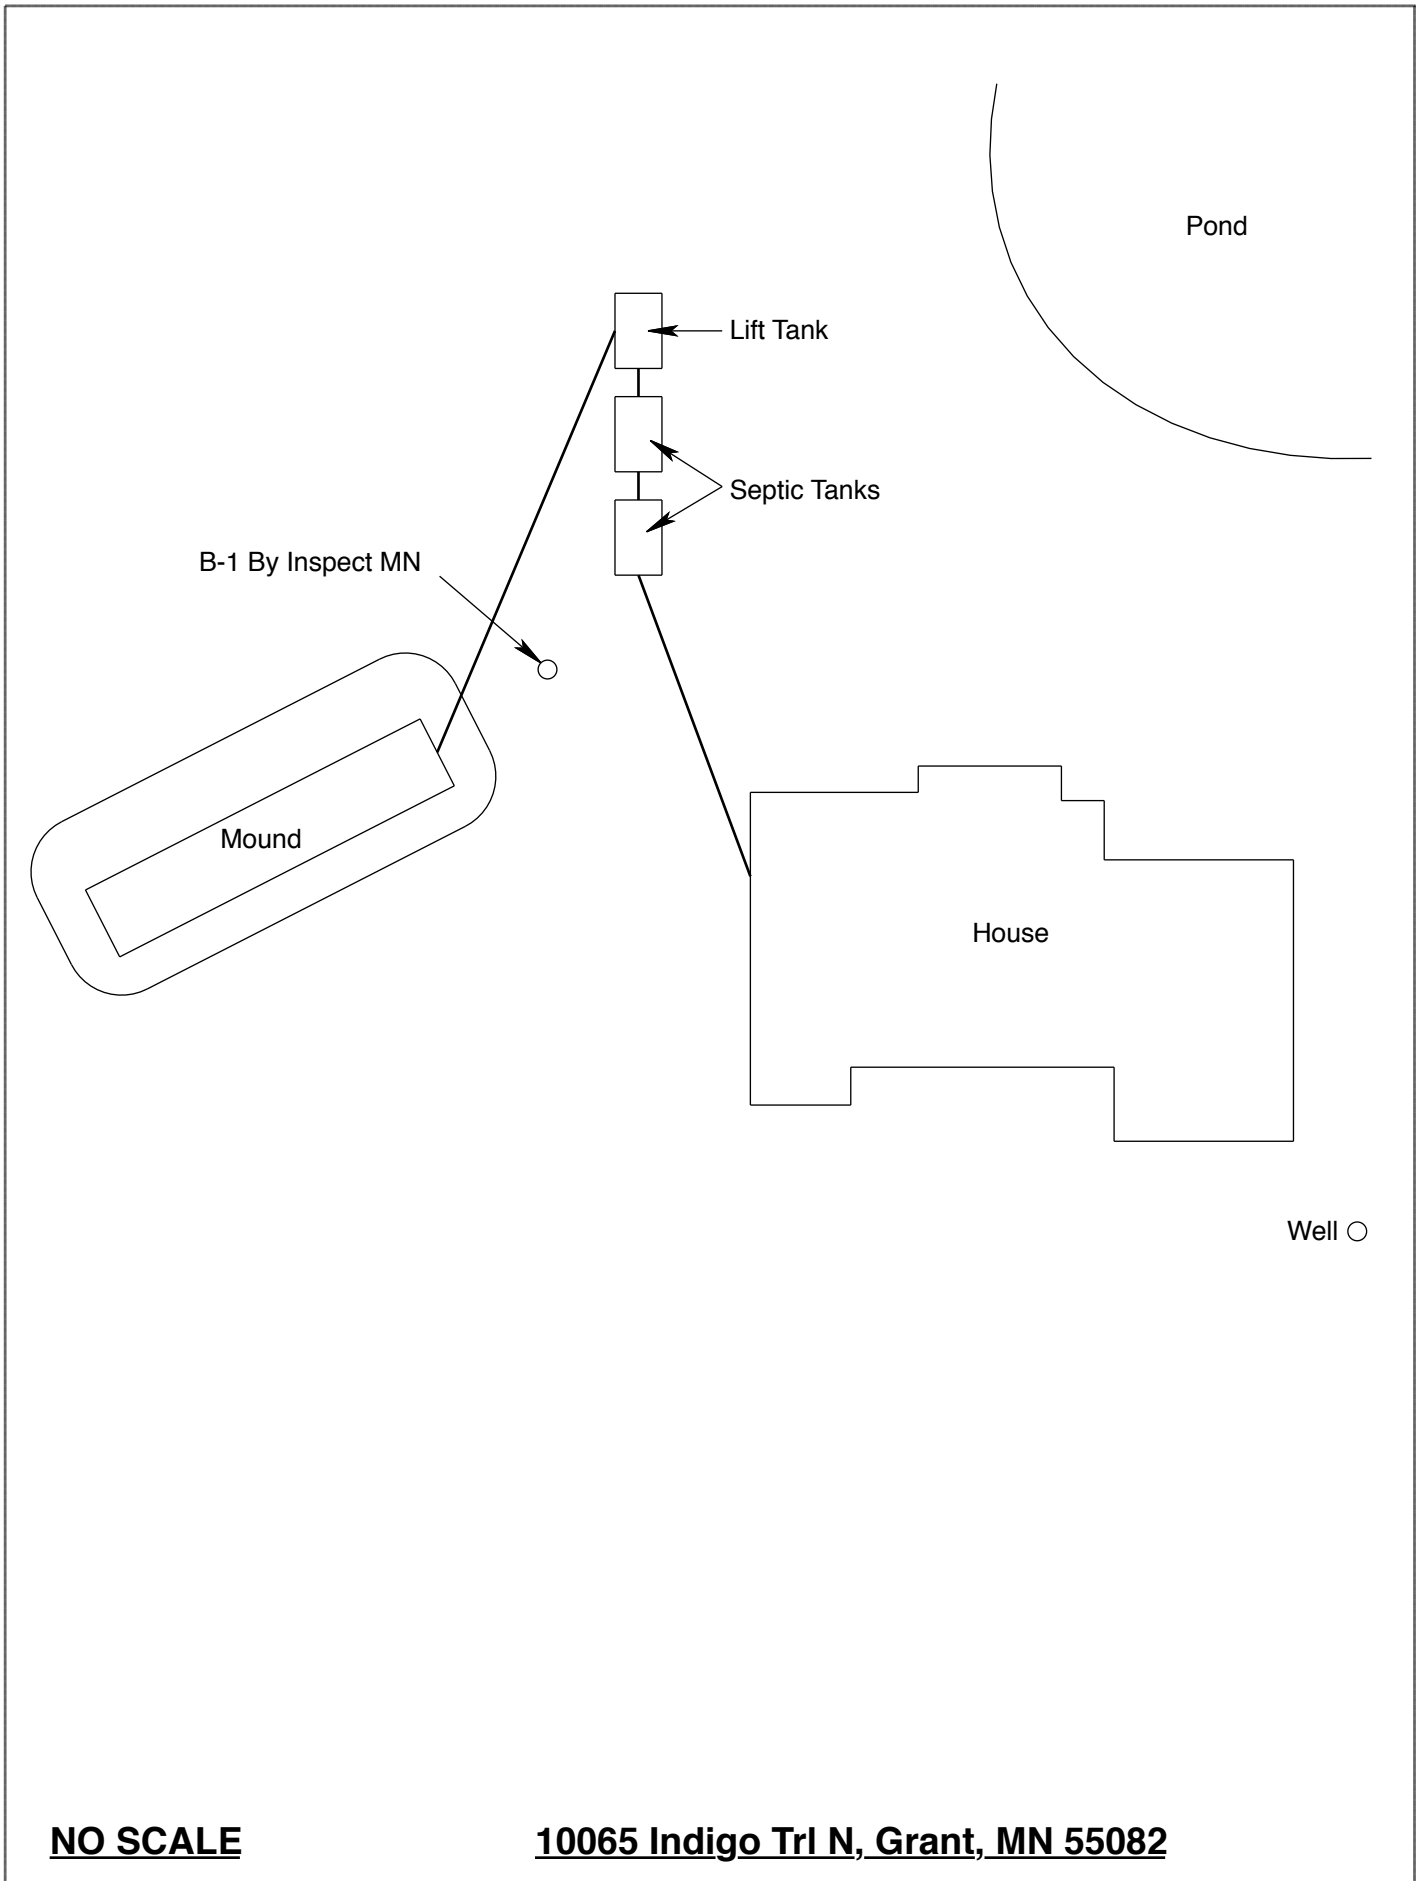 Pond
Lift Tank
Septic Tanks
B-1 By Inspect MN
Mound
House
Well
NO SCALE
10065 Indigo Trl N, Grant, MN 55082